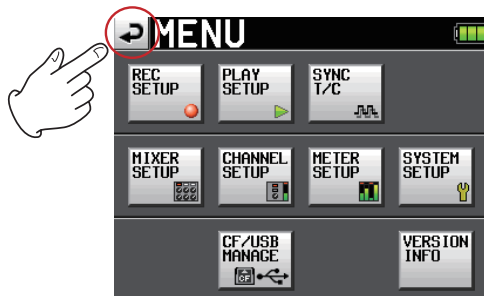 MENU
REC
SETUP
PLAY
SETUP
SYNC
T/C
MIXER
SETUP
CHANNEL
SETUP
METER
SETUP
SYSTEM
SETUP
CF/USB
MANAGE
CF
VERSION
INFO